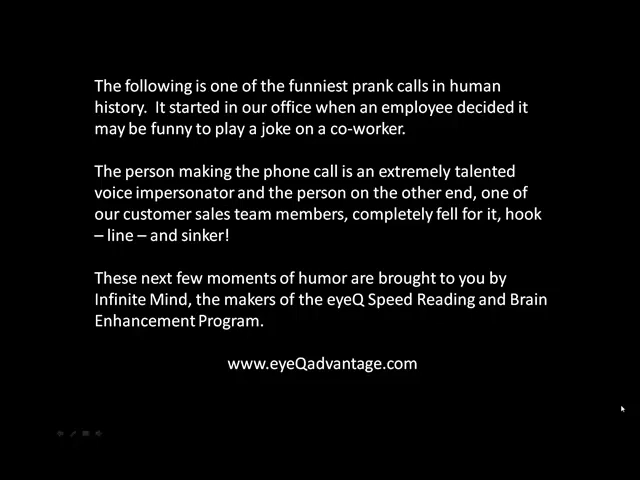 The following is one of the funniest prank calls in human
history.  It started in our office when an employee decided it
may be funny to play a joke on a co-worker.
The person making the phone call is an extremely talented
voice impersonator and the person on the other end, one of
our customer sales team members, completely fell for it, hook
– line – and sinker!
These next few moments of humor are brought to you by
Infinite Mind, the makers of the eyeQ Speed Reading and Brain
Enhancement Program.
www.eyeQadvantage.com